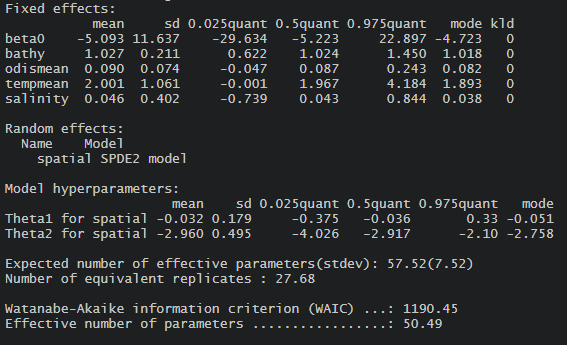 Fixed effects:
mean sd 0.025quant 0.5quant 0.975quant mode kld
beta0 -5.093 11.637 -29.634 -5.223 22.897 -4.723 0
bathy 1.027 0.211 0.622 1.024 1.450 1.018 0
odismean 0.090 0.074 -0.047 0.087 0.243 0.082 0
tempmean 2.001 1.061 -0.001 1.967 4.184 1.893 0
salinity 0.046 0.402 -0.739 0.043 0.844 0.038 0
Random effects:
Name Model
spatial SPDE2 model
Model hyperparameters:
mean sd 0.025quant 0.5quant 0.975quant mode
Theta1 for spatial -0.032 0.179 -0.375 -0.036 0.33 -0.051
Theta2 for spatial -2.960 0.495 -4.026 -2.917 -2.10 -2.758
Expected number of effective parameters(stdev): 57.52(7.52)
Number of equivalent replicates : 27.68
Watanabe-Akaike information criterion (WAIC) ...: 1190.45
Effective number of parameters .................: 50.49